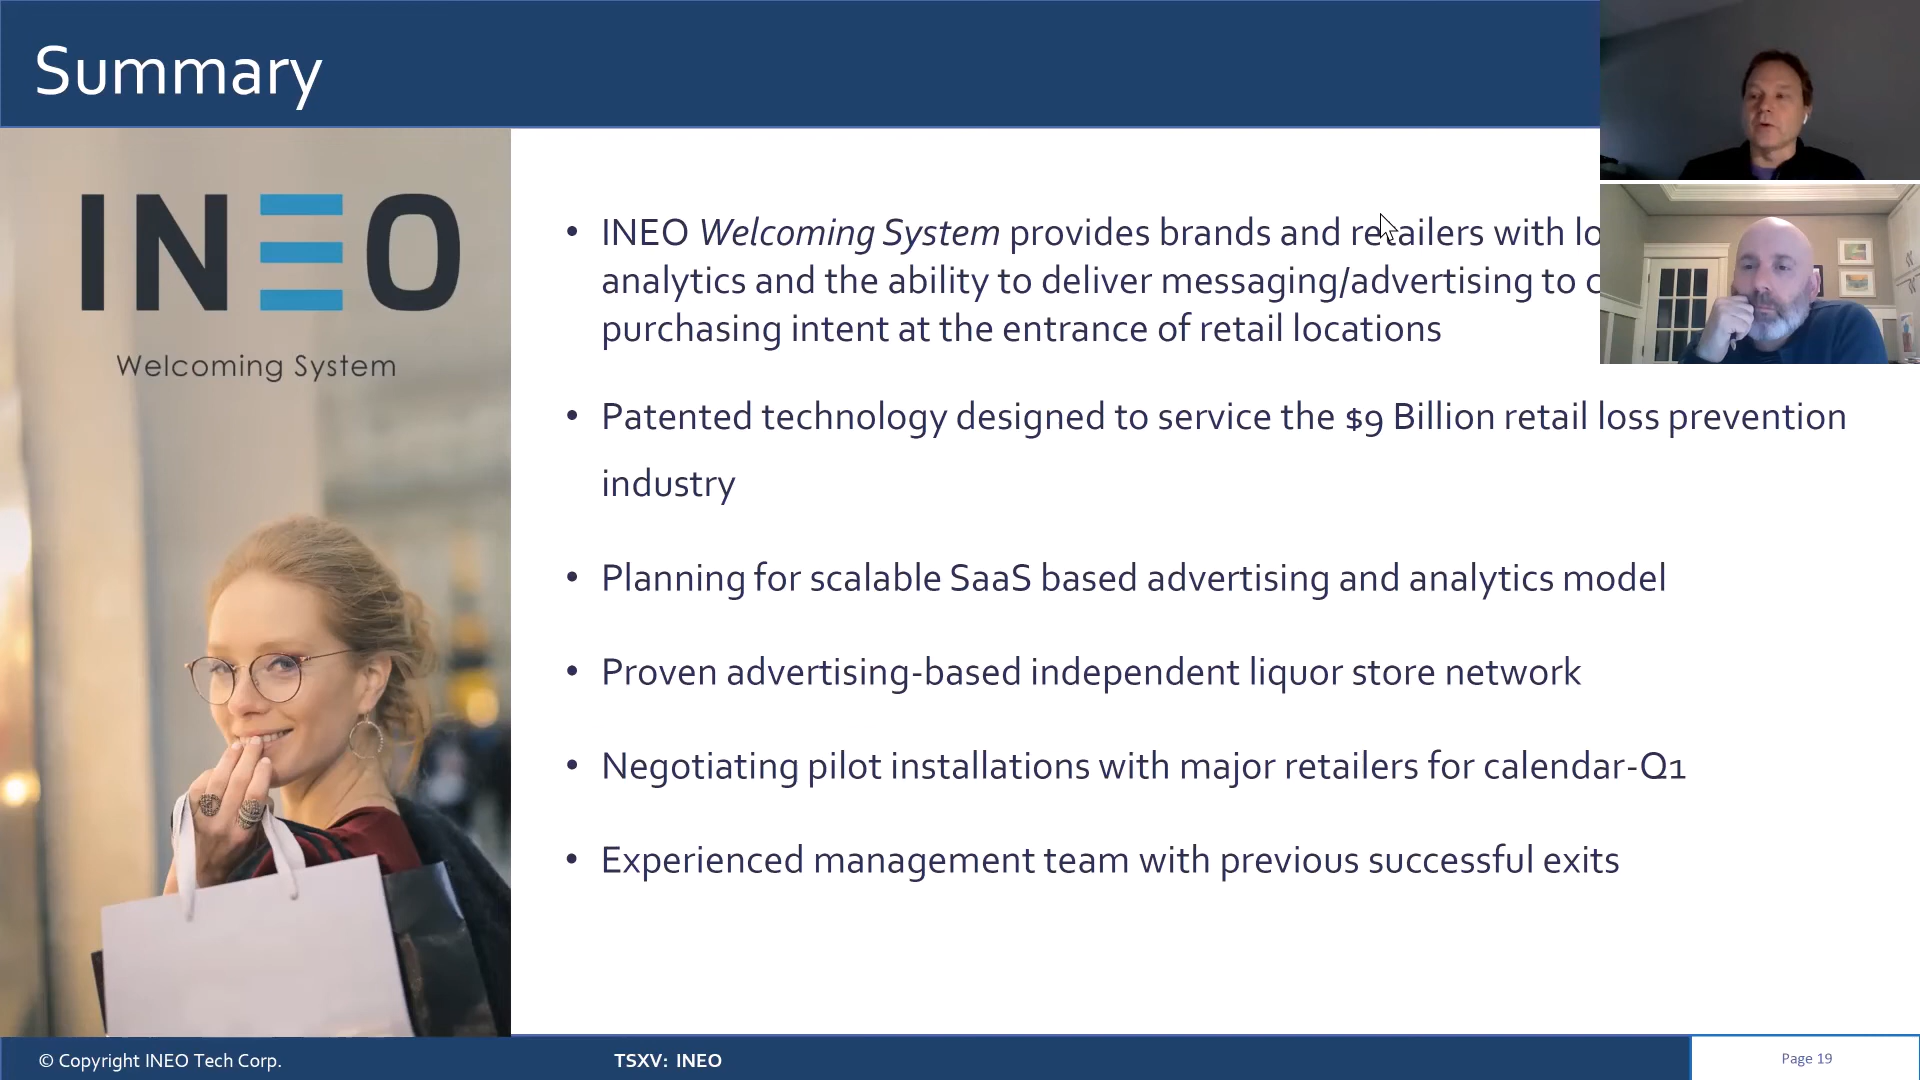 Summary
INEO
Welcoming System
• INEO Welcoming System provides brands and retailers with
analytics and the ability to deliver messaging/advertising to
purchasing intent at the entrance of retail locations
• Patented technology designed to service the $9 Billion retail loss prevention
industry
• Planning for scalable SaaS based advertising and analytics model
• Proven advertising-based independent liquor store network
• Negotiating pilot installations with major retailers for calendar-Q1
• Experienced management team with previous successful exits
© Copyright INEO Tech Corp.
TSXV: INEO
Page 19